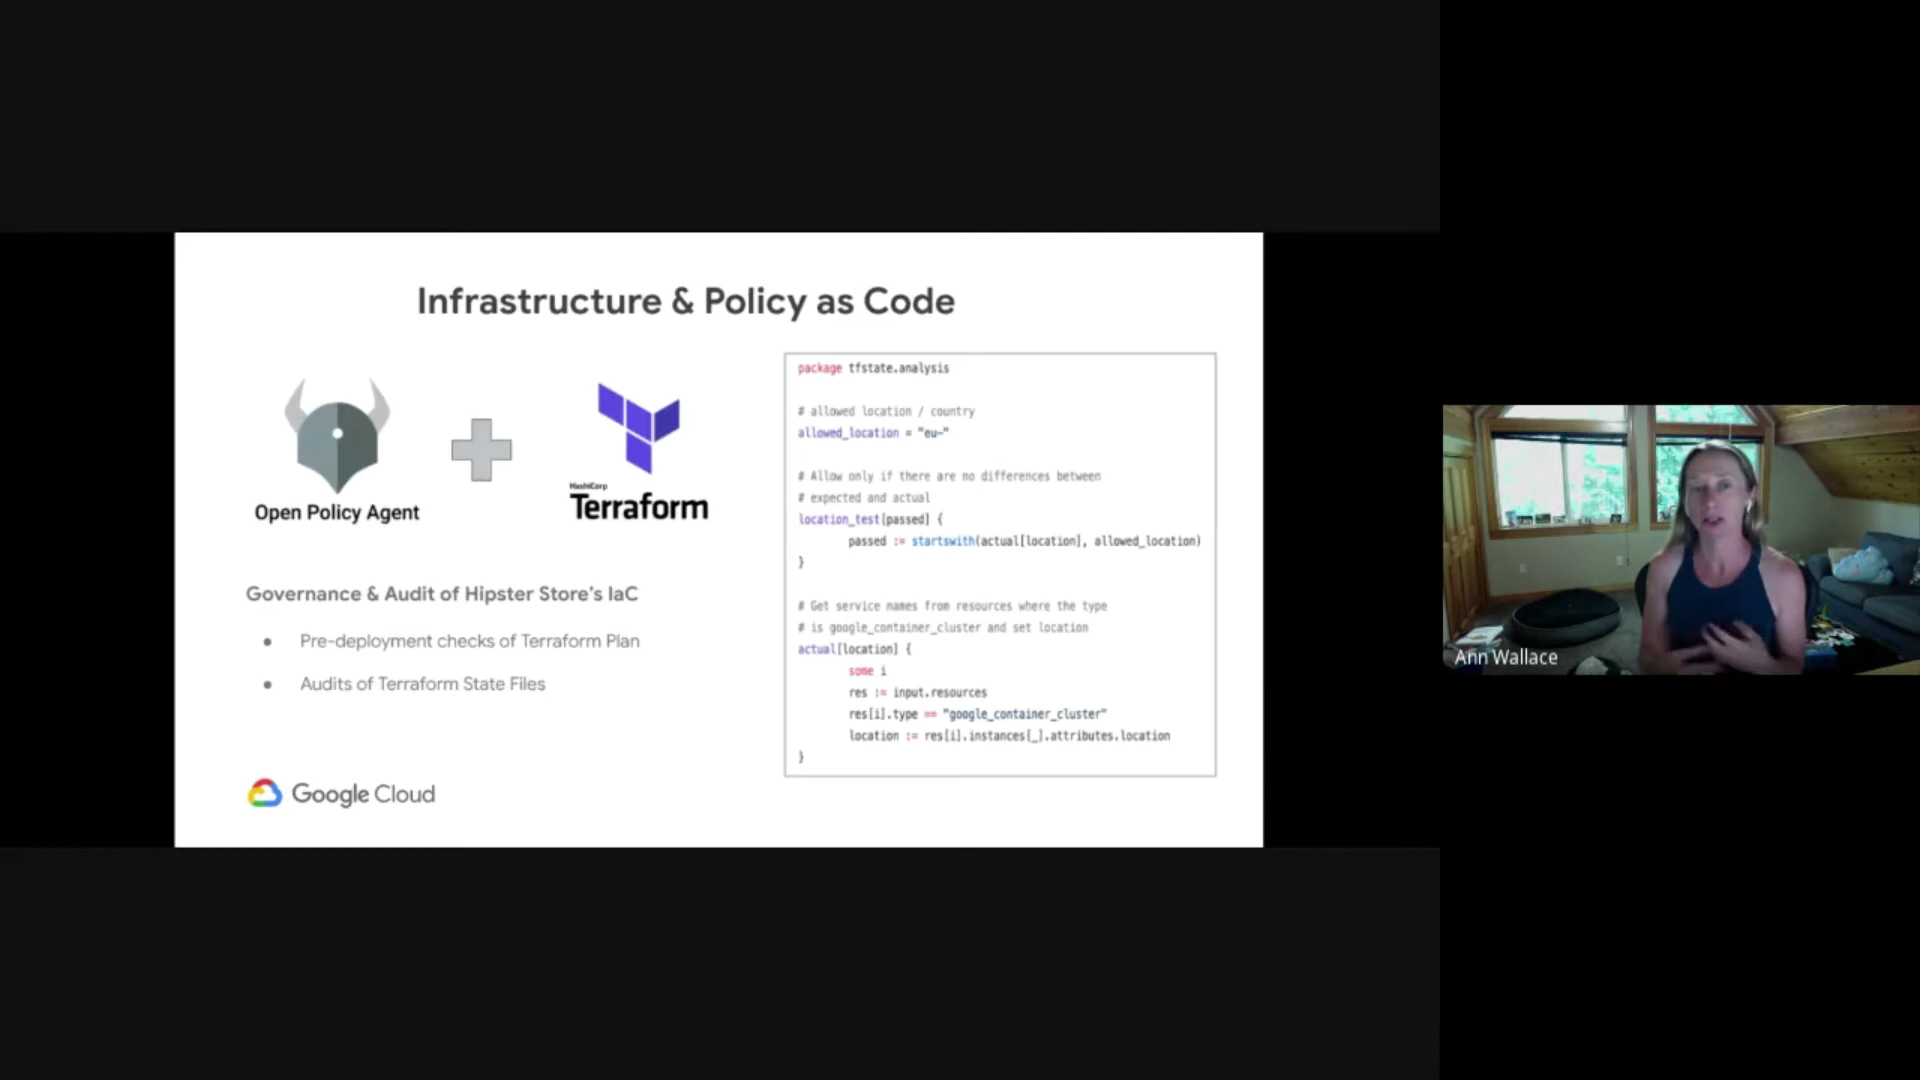 Infrastructure & Policy as Code
Open Policy Agent
HashiCorp
Terraform
Governance & Audit of Hipster Store's IaC
● Pre-deployment checks of Terraform Plan
● Audits of Terraform State Files
Google Cloud
package tfstate.analysis
# allowed location / country
allowed_location = "eu-"
# Allow only if there are no differences between
# expected and actual
location_test[passed] {
passed := startswith(actual[location], allowed_location)
}
# Get service names from resources where the type
# is google_container_cluster and set location
actual[location] {
some i
res := input.resources
res[i].type == "google_container_cluster"
location := res[i].instances[_].attributes.location
}
Ann Wallace